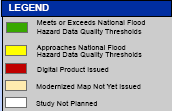 LEGEND
Meets or Exceeds National Flood
Hazard Data Quality Thresholds
Approaches National Flood
Hazard Data Quality Thresholds
Digital Product Issued
Modernized Map Not Yet Issued
Study Not Planned